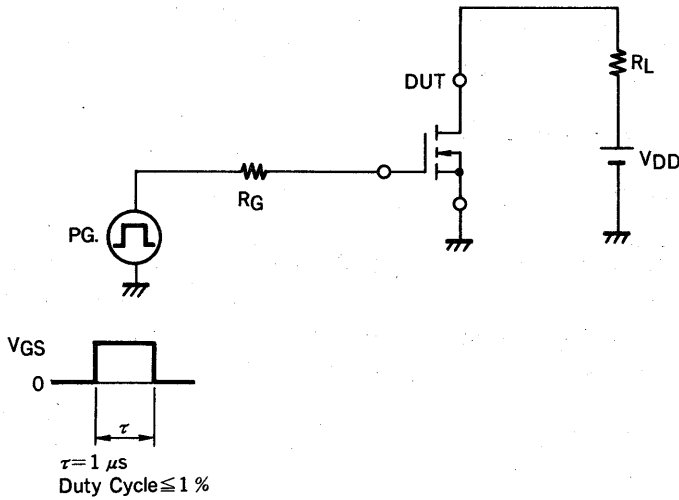 DUT
RL
VDD
RG
PG.
VGS
0
τ
τ=1 μs
Duty Cycle≦1 %